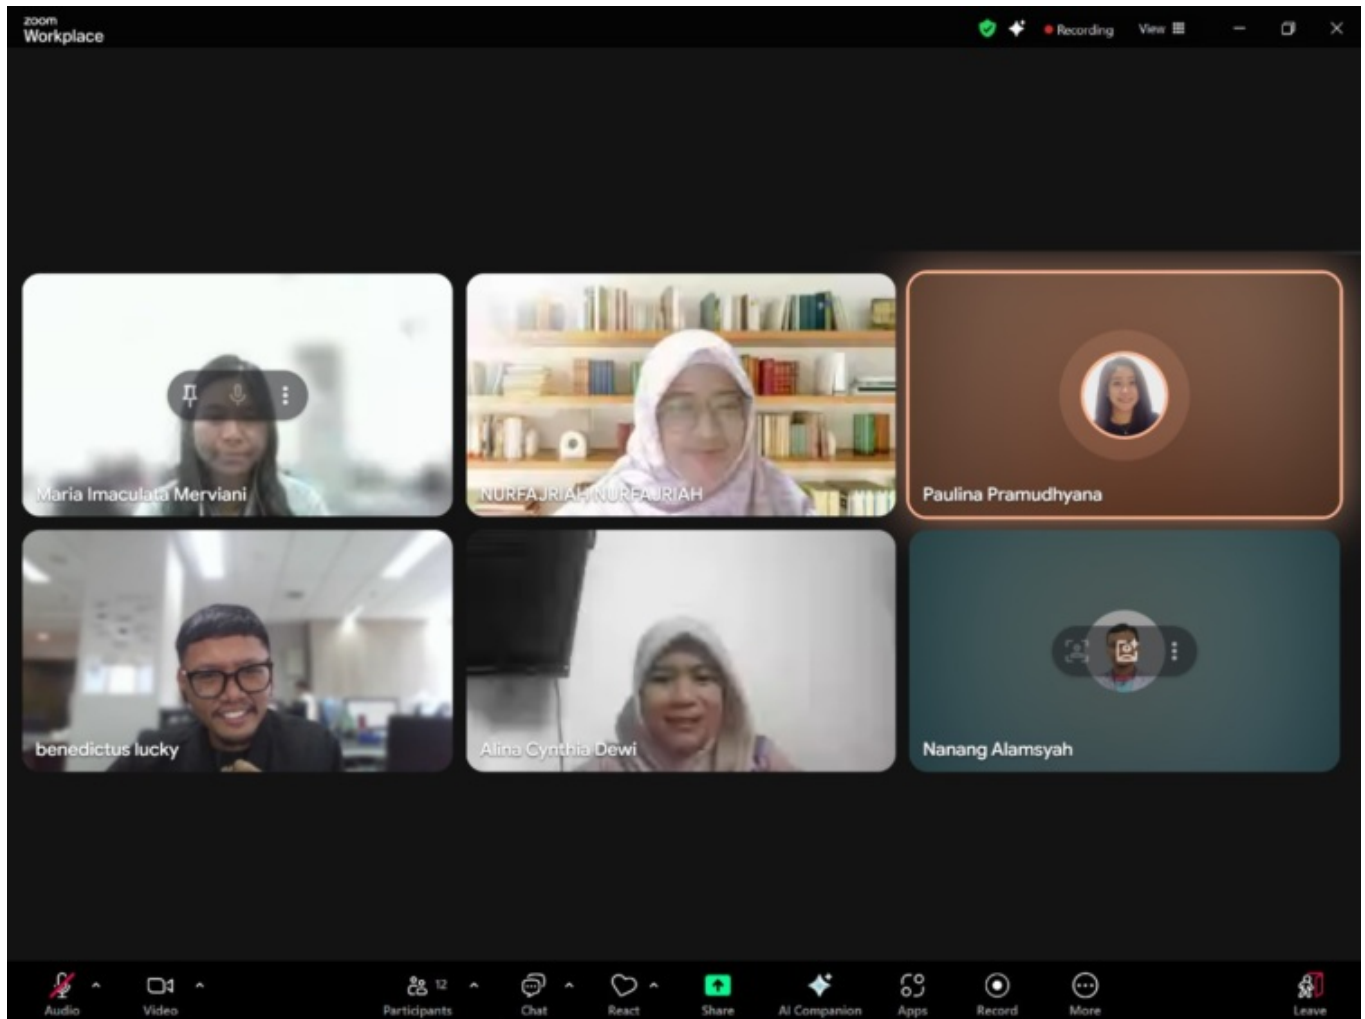 zoom
Workplace
Recording
View
Maria Imaculata Merviani
NURFAJRIAH NURFAJRIAH
Paulina Pramudhyana
benedictus lucky
Alina Cynthia Dewi
Nanang Alamsyah
12
Audio
Video
Participants
Chat
React
Share
AI Companion
Apps
Record
More
Leave